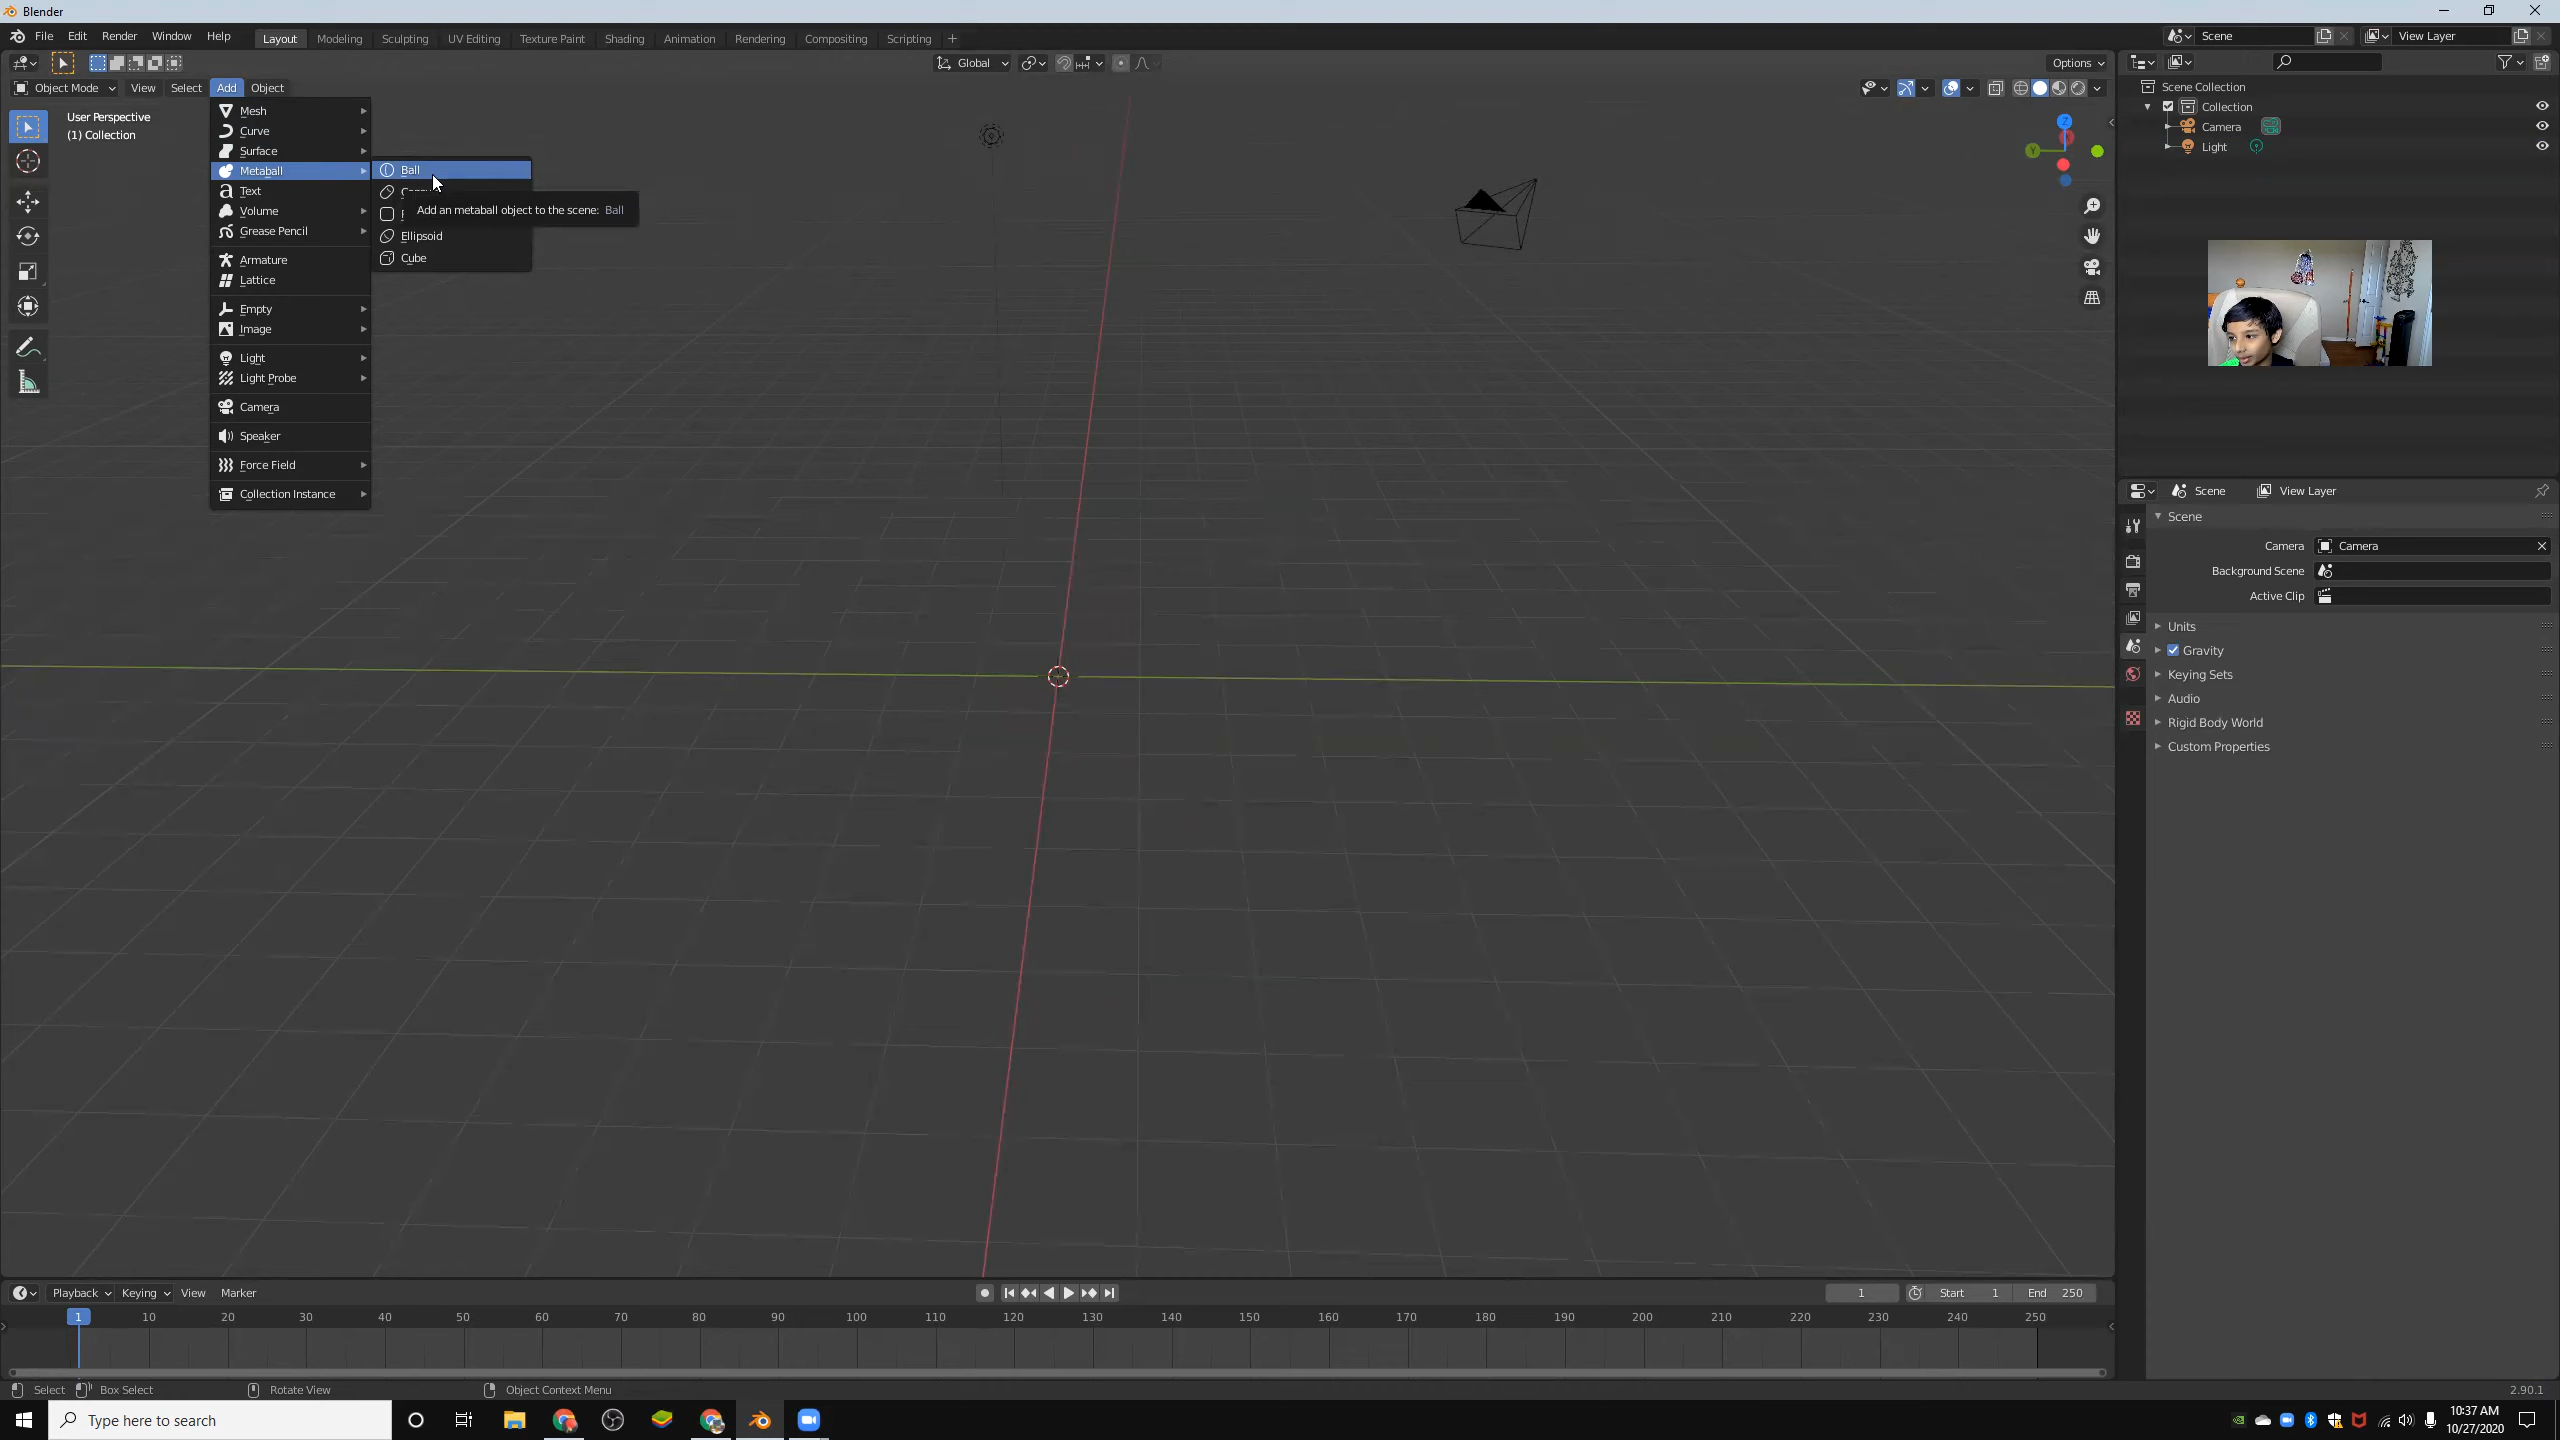 Blender
File Edit Render Window Help Layout Modeling Sculpting UV Editing Texture Paint Shading Animation Rendering Compositing Scripting + Scene View Layer
Global Options
Object Mode View Select Add Object
User Perspective
(1) Collection
Mesh
Curve
Surface
Metaball
Text
Volume
Grease Pencil
Armature
Lattice
Empty
Image
Light
Light Probe
Camera
Speaker
Force Field
Collection Instance
Ball
Add an metaball object to the scene: Ball
Ellipsoid
Cube
Z
Y
Scene Collection
Collection
Camera
Light
Scene View Layer
Scene
Camera Camera
Background Scene
Active Clip
Units
Gravity
Keying Sets
Audio
Rigid Body World
Custom Properties
Playback Keying View Marker 1 Start 1 End 250
1 10 20 30 40 50 60 70 80 90 100 110 120 130 140 150 160 170 180 190 200 210 220 230 240 250
Select Box Select Rotate View Object Context Menu 2.90.1
Type here to search
10:37 AM
10/27/2020